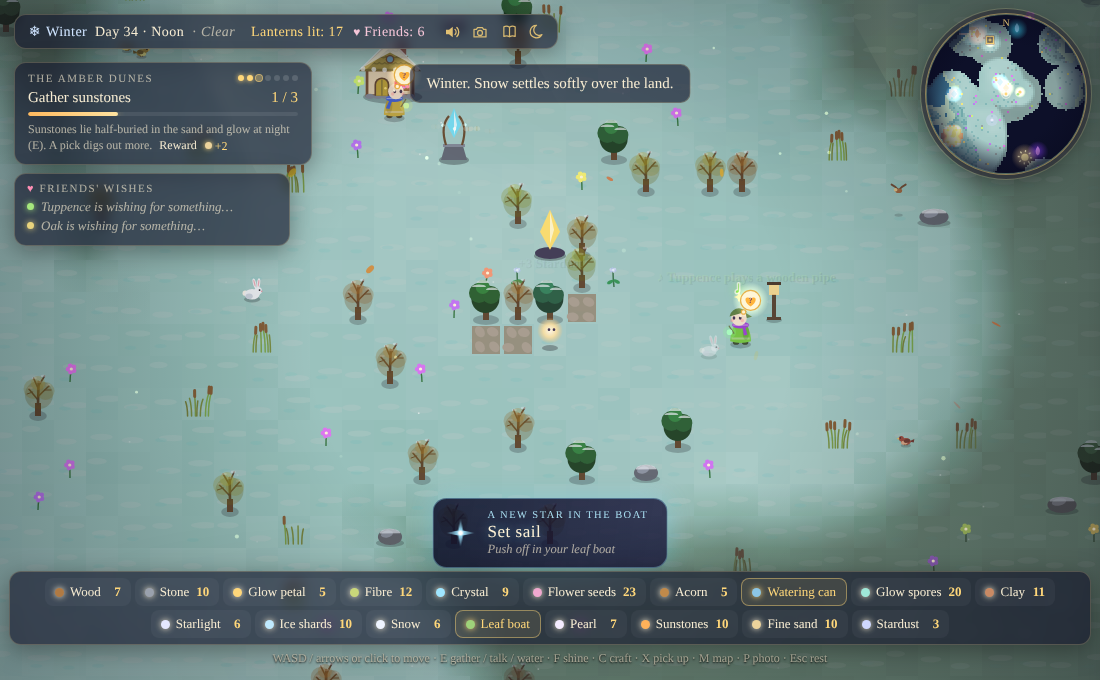 Winter Day 34 · Noon · Clear Lanterns lit: 17 ♥ Friends: 6
N
THE AMBER DUNES
Gather sunstones 1 / 3
Sunstones lie half-buried in the sand and glow at night
(E). A pick digs out more. Reward +2
Winter. Snow settles softly over the land.
♥ FRIENDS' WISHES
Tuppence is wishing for something…
Oak is wishing for something…
♪ Tuppence plays a wooden pipe
A NEW STAR IN THE BOAT
Set sail
Push off in your leaf boat
Wood 7 Stone 10 Glow petal 5 Fibre 12 Crystal 9 Flower seeds 23 Acorn 5 Watering can Glow spores 20 Clay 11
Starlight 6 Ice shards 10 Snow 6 Leaf boat Pearl 7 Sunstones 10 Fine sand 10 Stardust 3
WASD / arrows or click to move · E gather / talk / water · F shine · C craft · X pick up · M map · P photo · Esc rest